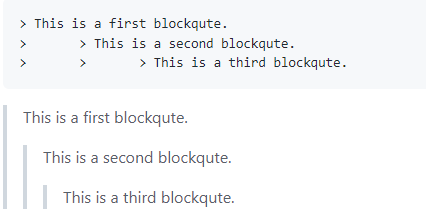 > This is a first blockqute.
>       > This is a second blockqute.
>       >       > This is a third blockqute.
This is a first blockqute.
This is a second blockqute.
This is a third blockqute.